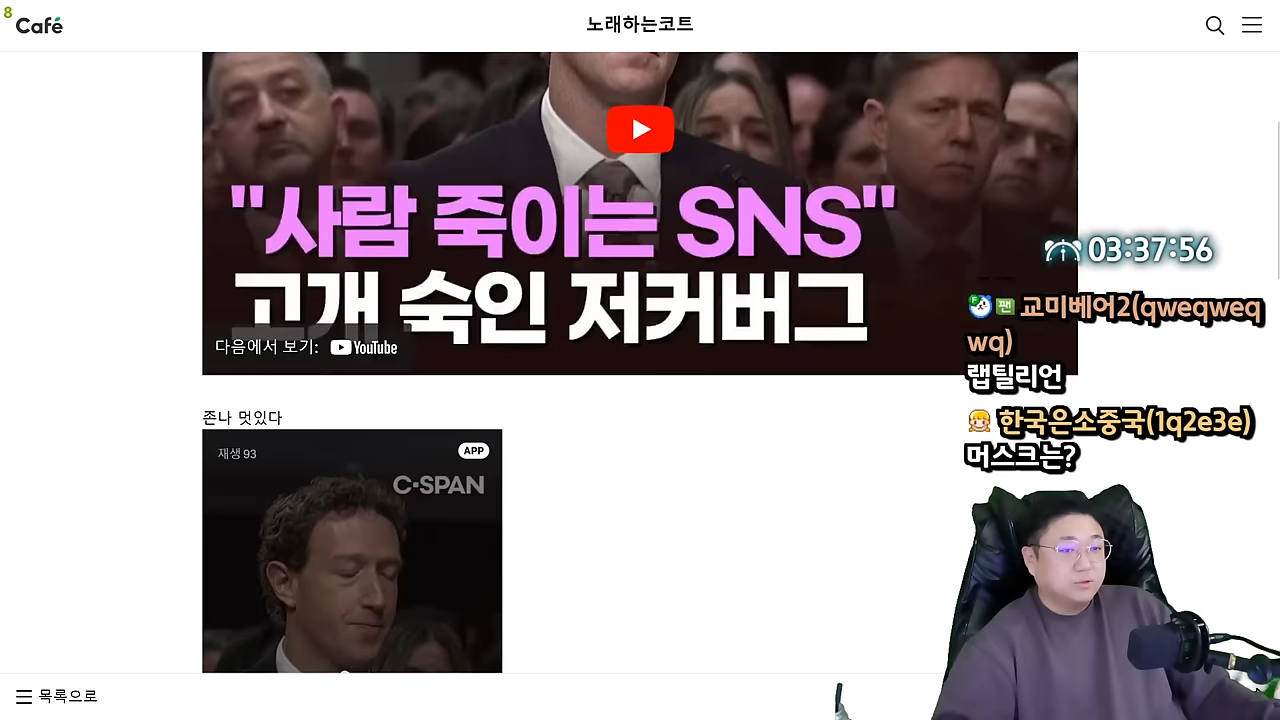 8
Café
노래하는코트
"사람 죽이는 SNS"
고개 숙인 저커버그
다음에서 보기: YouTube
03:37:56
F 팬 교미베어2(qweqweq
wq)
랩틸리언
한국은소중국(1q2e3e)
머스크는?
존나 멋있다
재생 93
APP
C·SPAN
목록으로